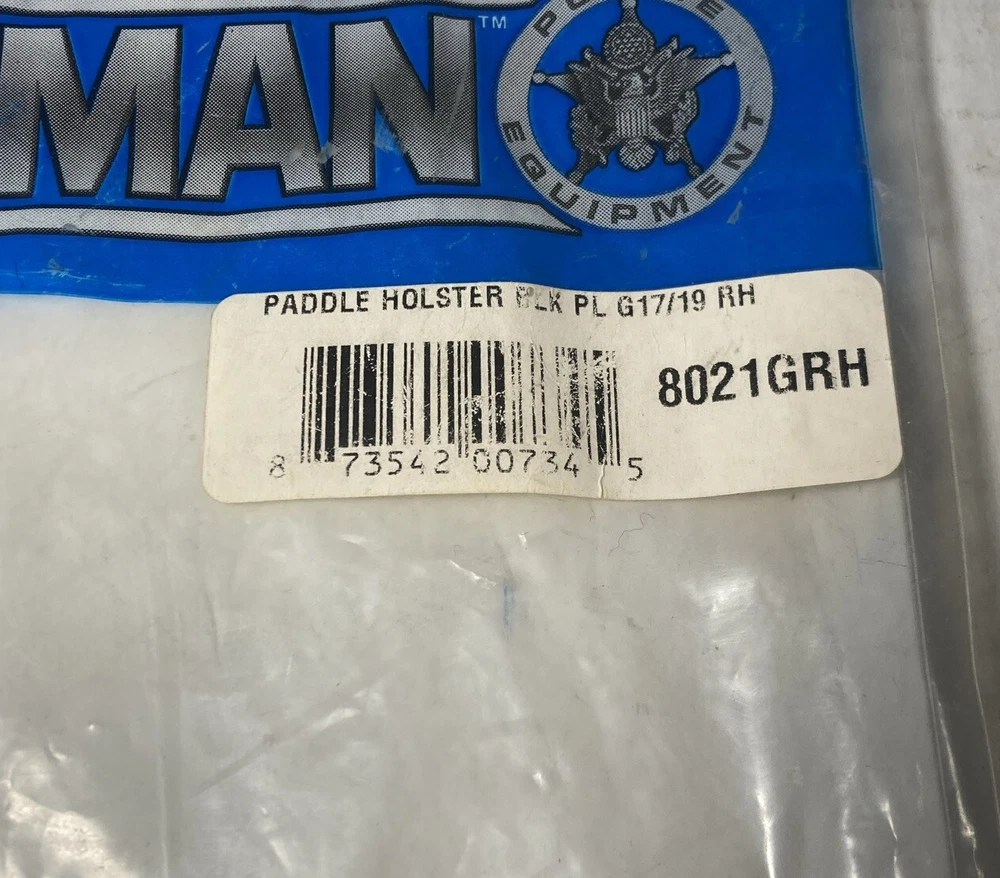 MAN™
POLICE EQUIPMENT
PADDLE HOLSTER BLK PL G17/19 RH
8021GRH
8 73542 00734 5